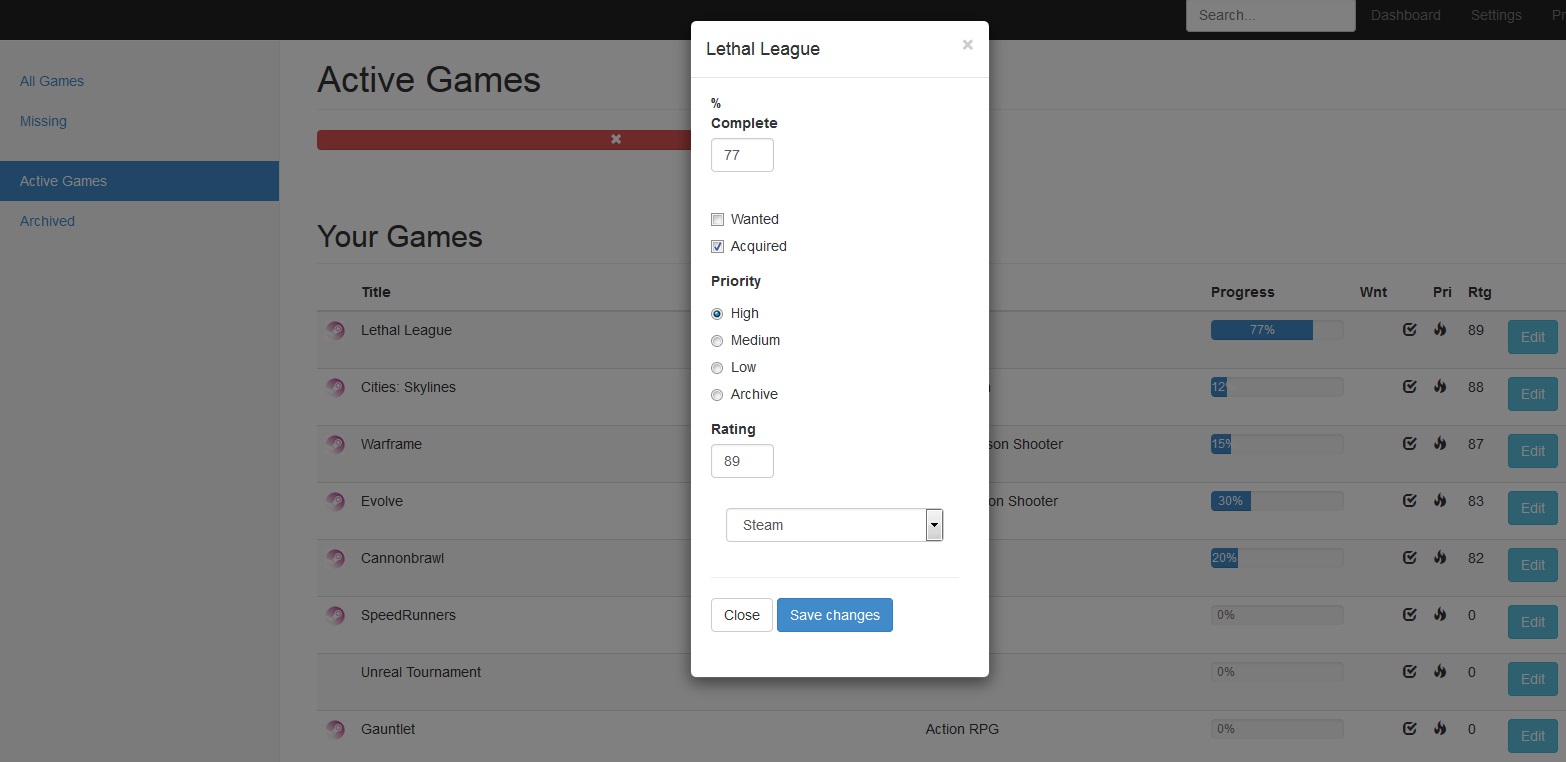 Search...
Dashboard
Settings
Pr
All Games
Missing
Active Games
Archived
Active Games
Your Games
Title
Progress
Wnt
Pri
Rtg
Lethal League
77%
89
Edit
Cities: Skylines
12%
88
Edit
Warframe
son Shooter
15%
87
Edit
Evolve
on Shooter
30%
83
Edit
Cannonbrawl
20%
82
Edit
SpeedRunners
0%
0
Edit
Unreal Tournament
0%
0
Edit
Gauntlet
Action RPG
0%
0
Edit
Lethal League
×
%
Complete
77
Wanted
Acquired
Priority
High
Medium
Low
Archive
Rating
89
Steam
Close
Save changes